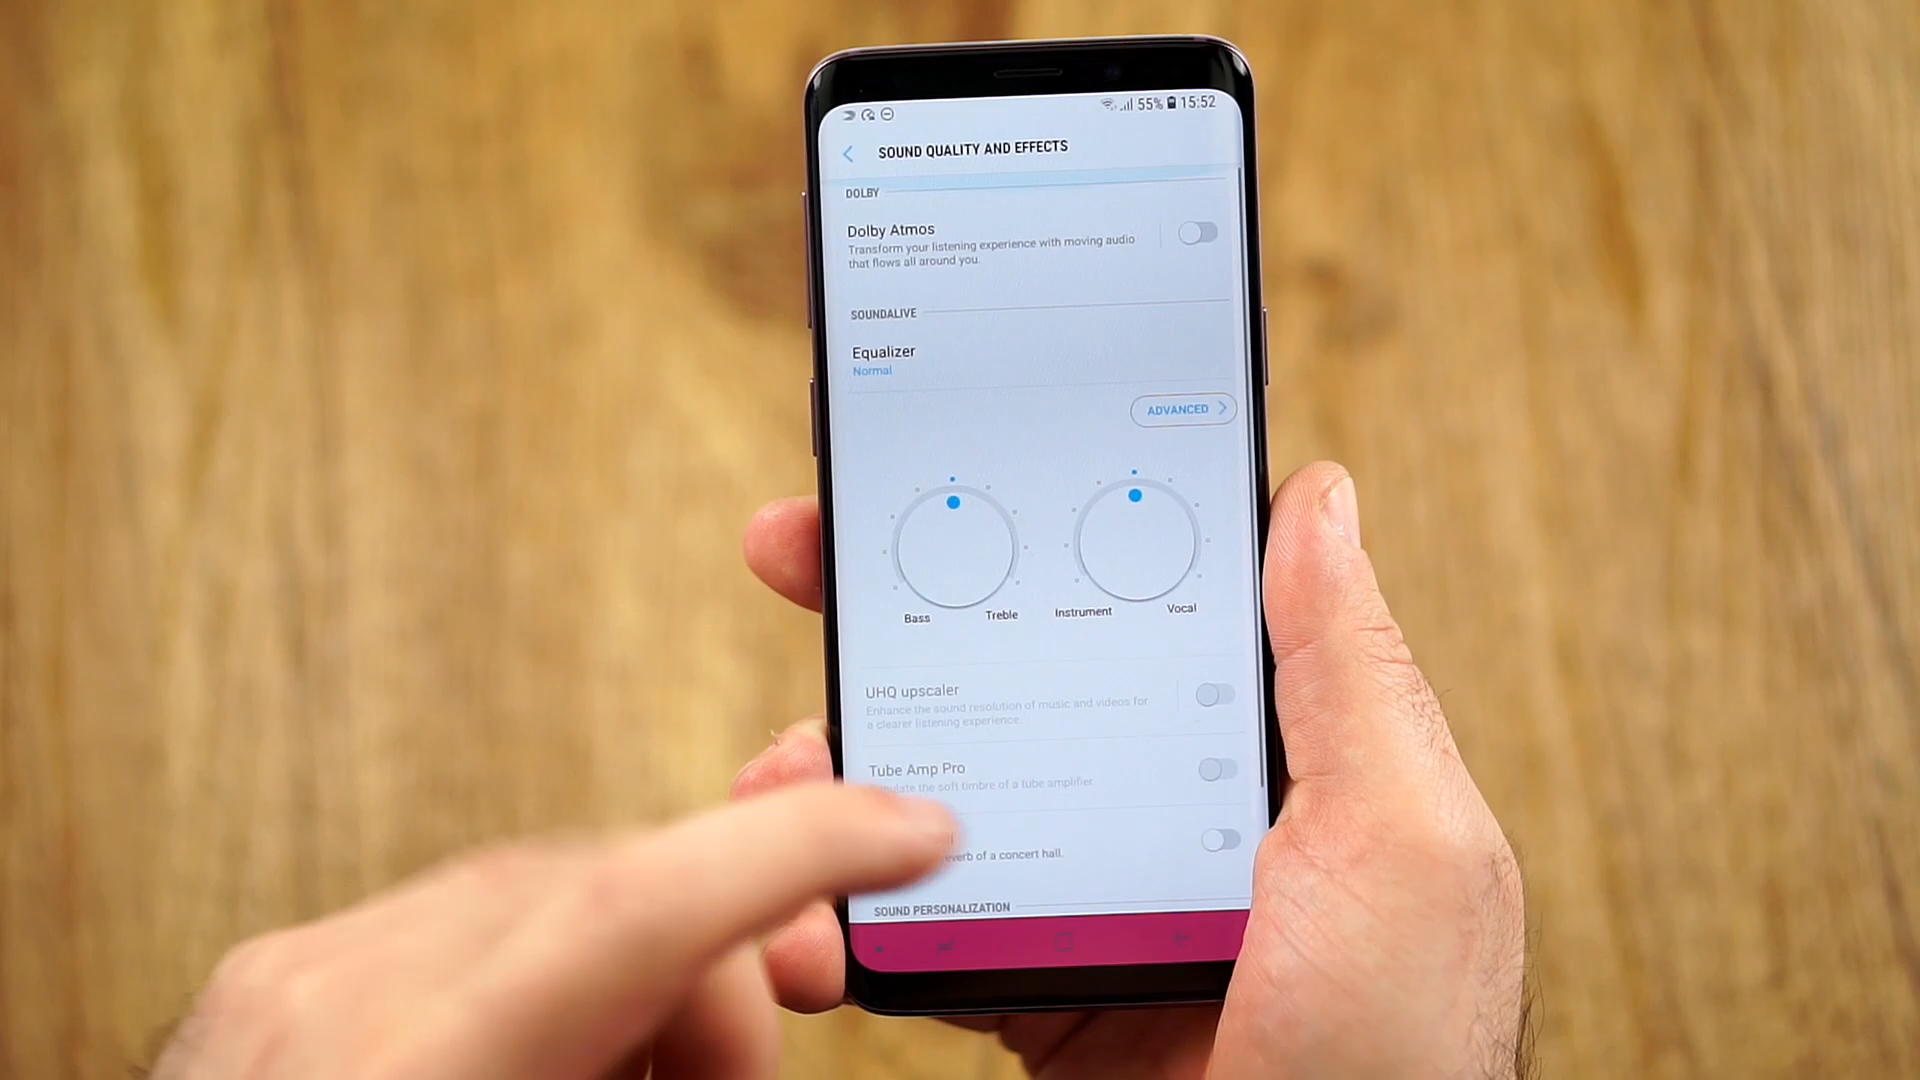 55% 15:52
SOUND QUALITY AND EFFECTS
DOLBY
Dolby Atmos
Transform your listening experience with moving audio
that flows all around you.
SOUNDALIVE
Equalizer
Normal
ADVANCED
Bass Treble Instrument Vocal
UHQ upscaler
Enhance the sound resolution of music and videos for
a clearer listening experience.
Tube Amp Pro
the soft timbre of a tube amplifier.
of a concert hall.
SOUND PERSONALIZATION